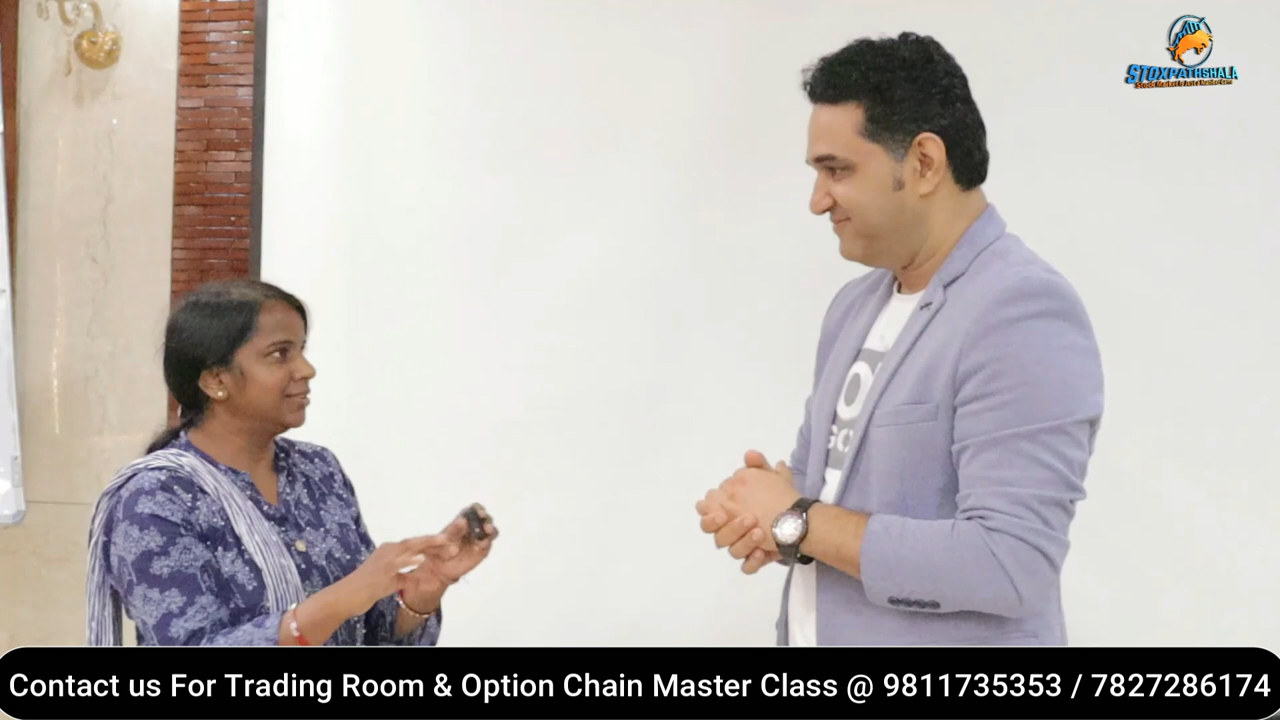 STOXPATHSHALA
Contact us For Trading Room & Option Chain Master Class @ 9811735353 / 7827286174